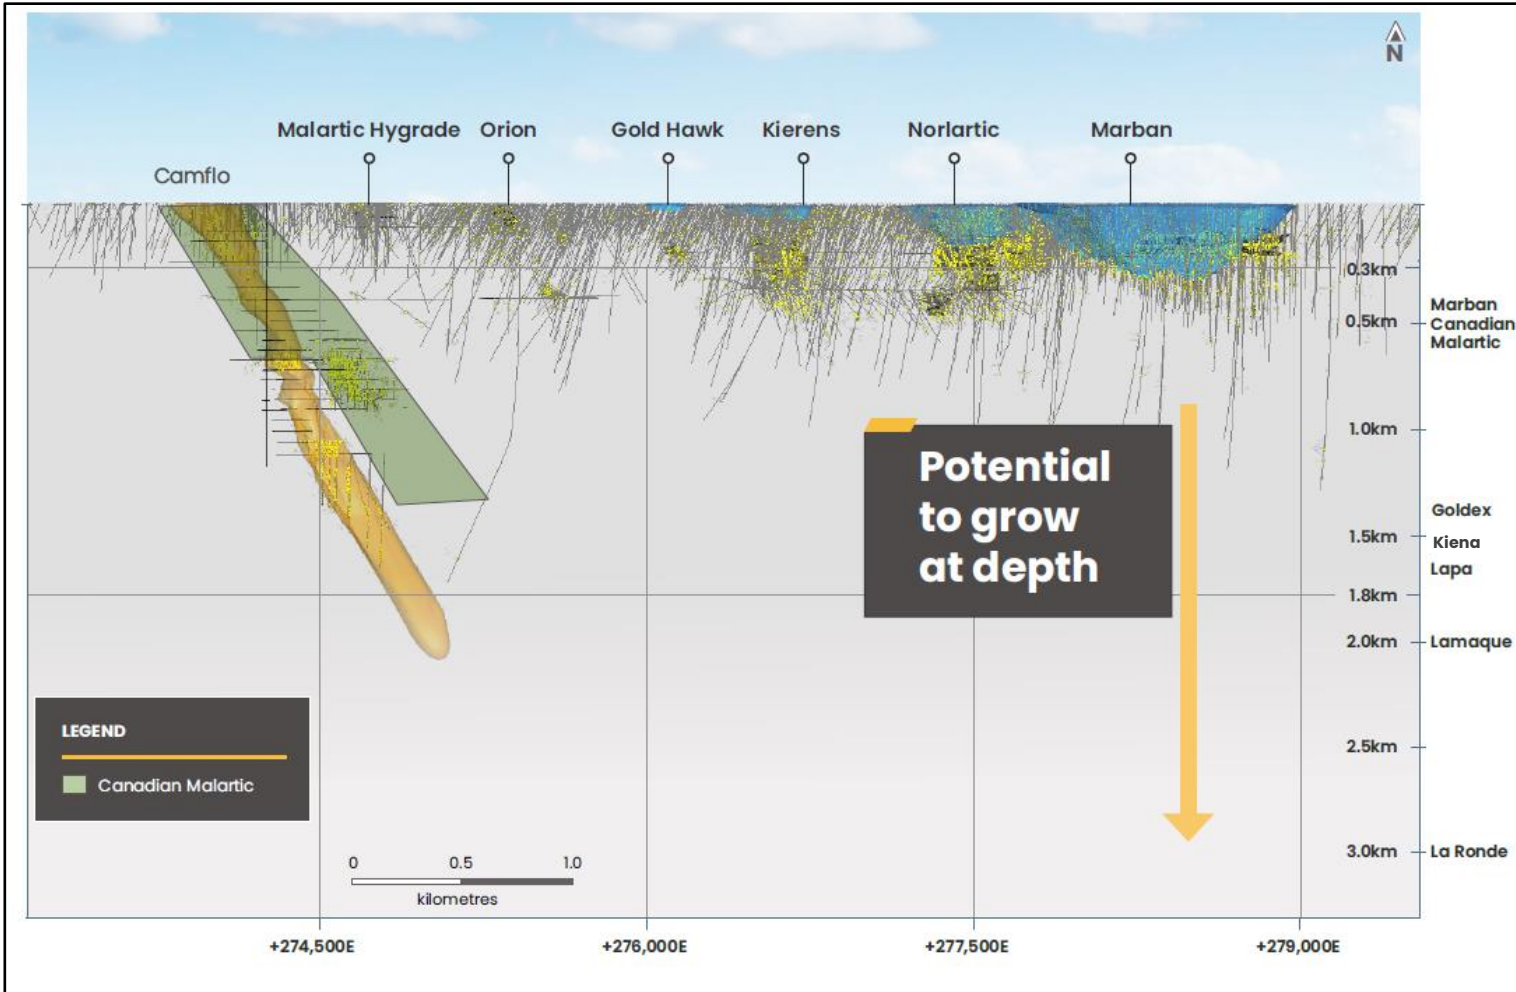 N
Malartic Hygrade
Orion
Gold Hawk
Kierens
Norlartic
Marban
Camflo
0.3km
0.5km
Marban
Canadian
Malartic
1.0km
Potential
to grow
at depth
Goldex
1.5km
Kiena
Lapa
1.8km
2.0km
Lamaque
2.5km
3.0km
La Ronde
LEGEND
Canadian Malartic
0
0.5
1.0
kilometres
+274,500E
+276,000E
+277,500E
+279,000E